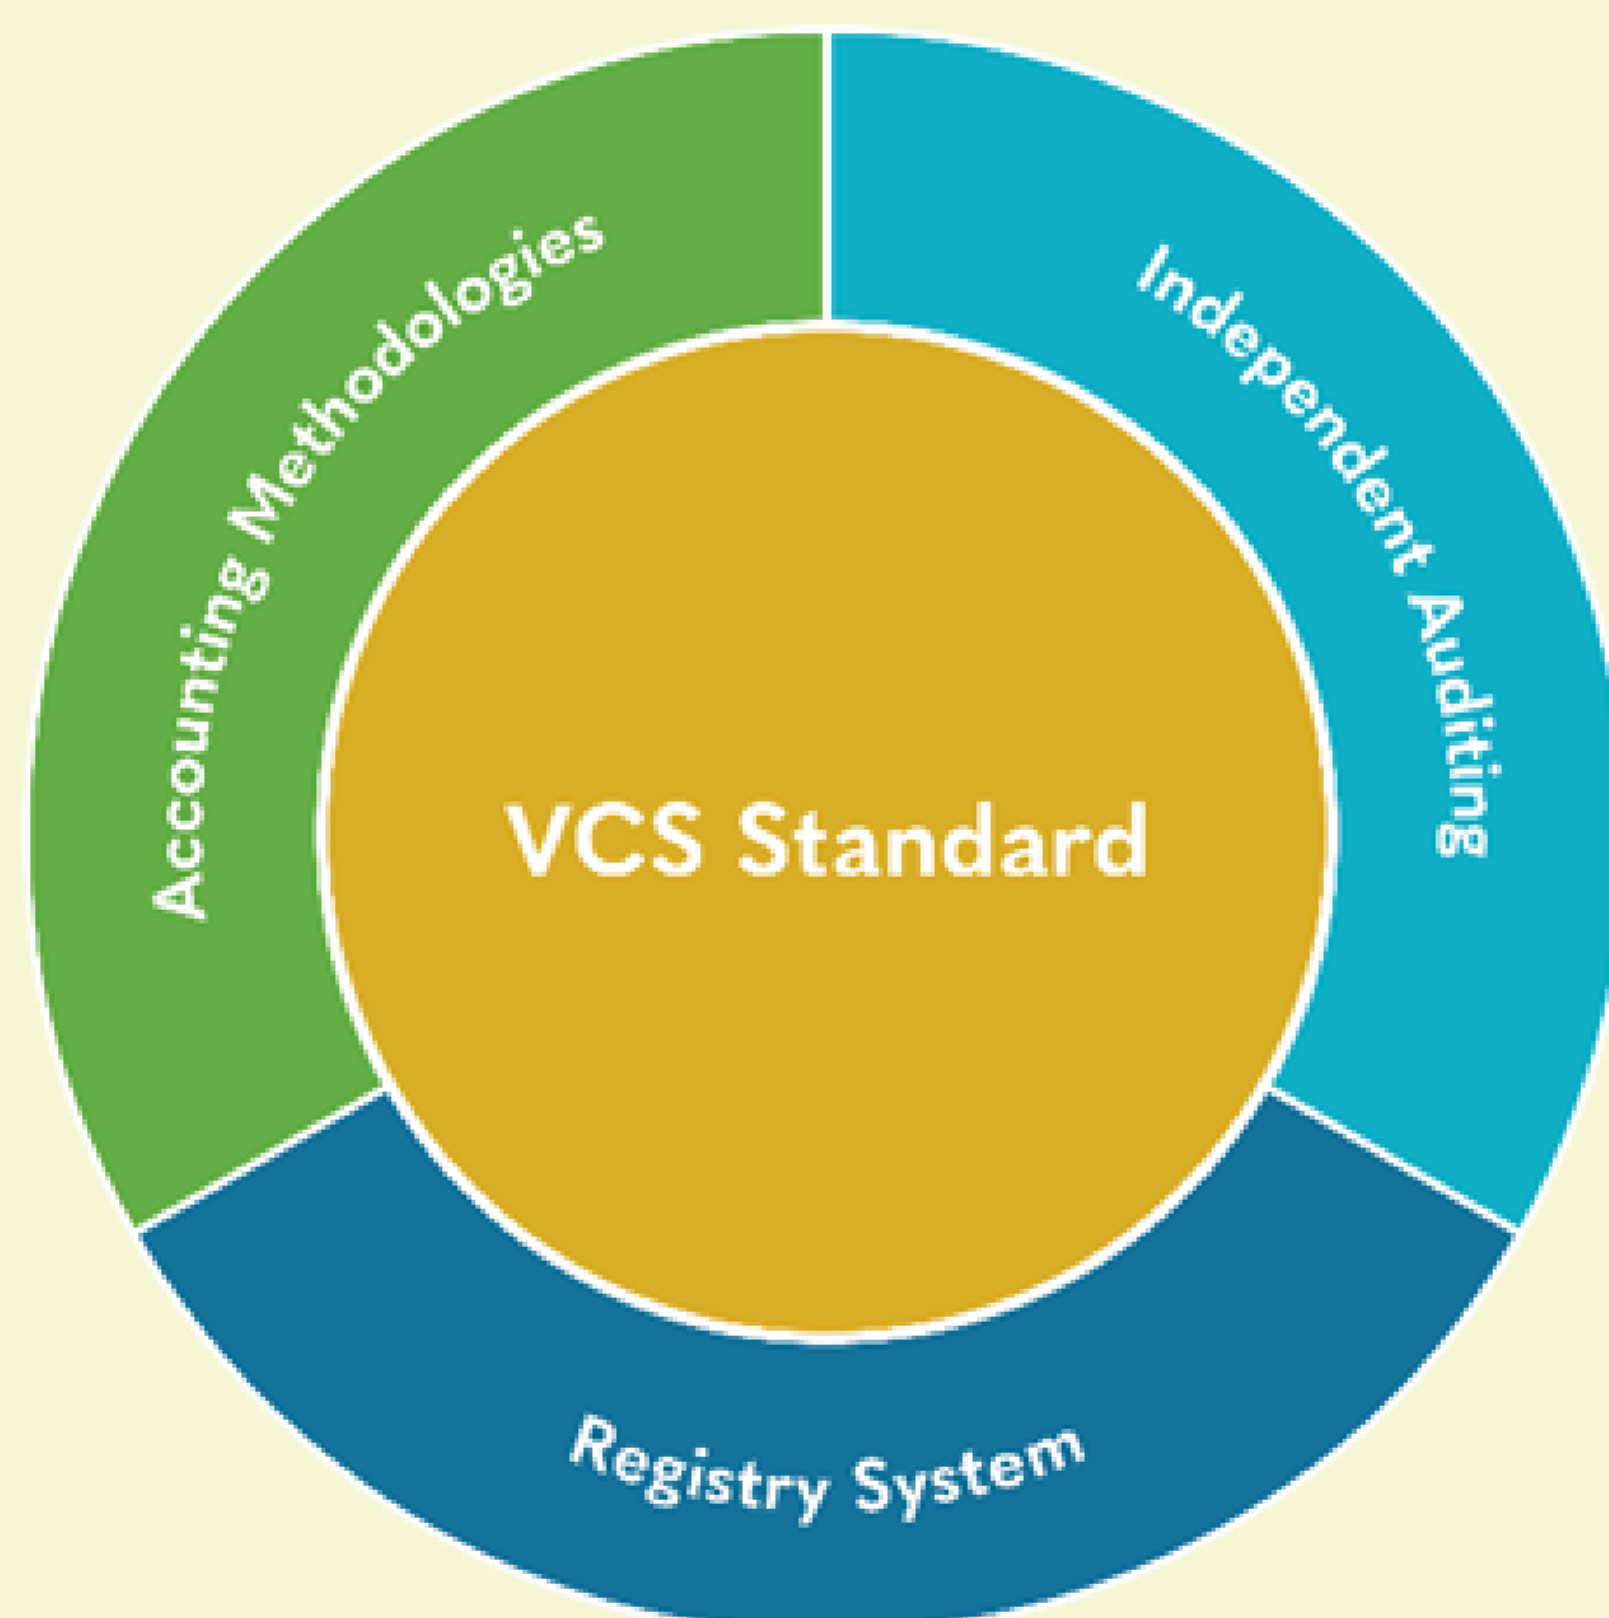 Accounting Methodologies
Independent Auditing
VCS Standard
Registry System